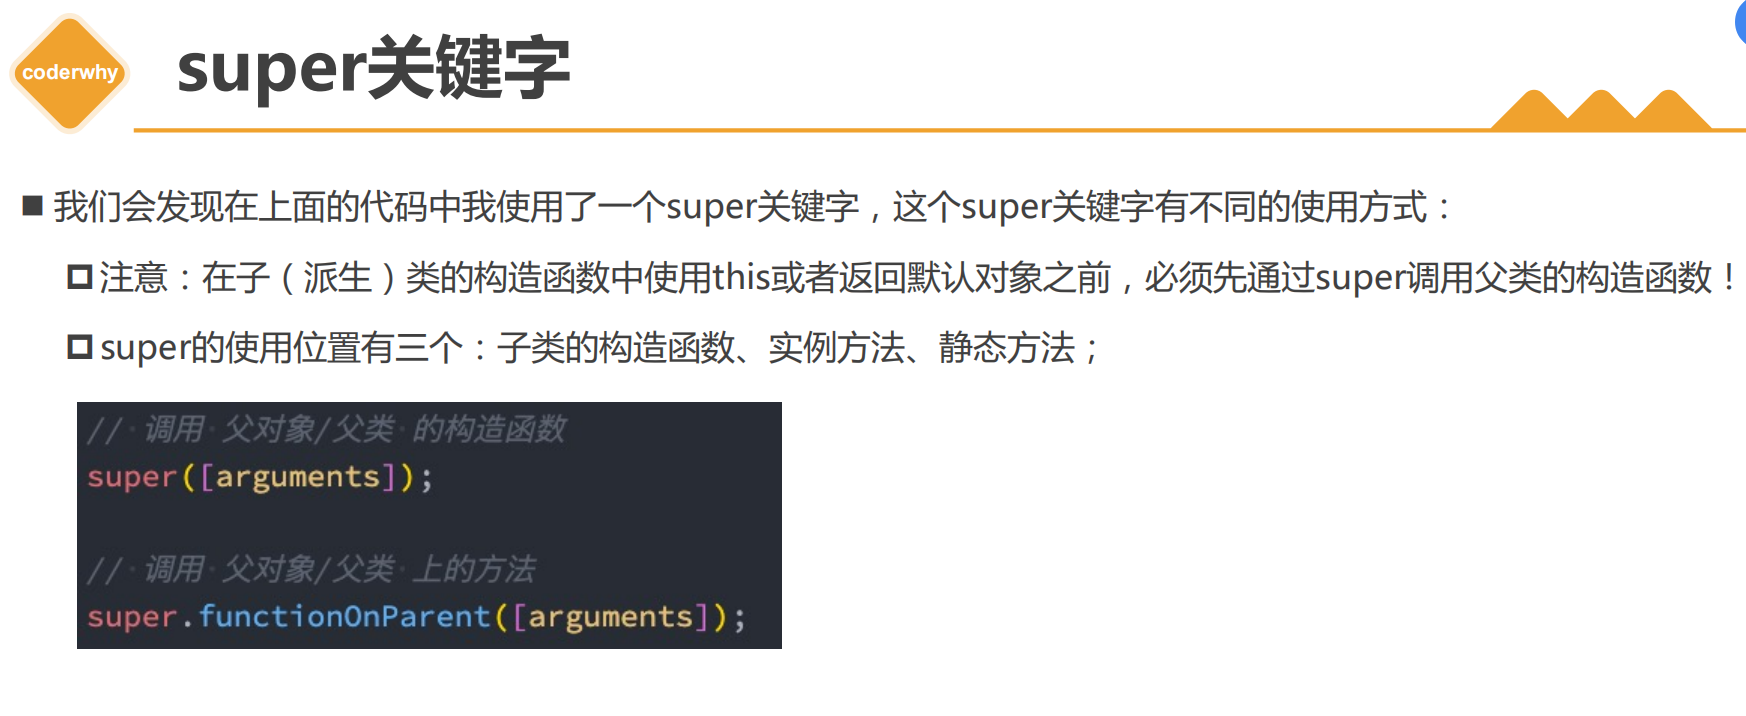 coderwhy
super关键字
我们会发现在上面的代码中我使用了一个super关键字，这个super关键字有不同的使用方式：
注意：在子（派生）类的构造函数中使用this或者返回默认对象之前，必须先通过super调用父类的构造函数！
super的使用位置有三个：子类的构造函数、实例方法、静态方法；
// 调用 父对象/父类 的构造函数
super([arguments]);
// 调用 父对象/父类 上的方法
super.functionOnParent([arguments]);